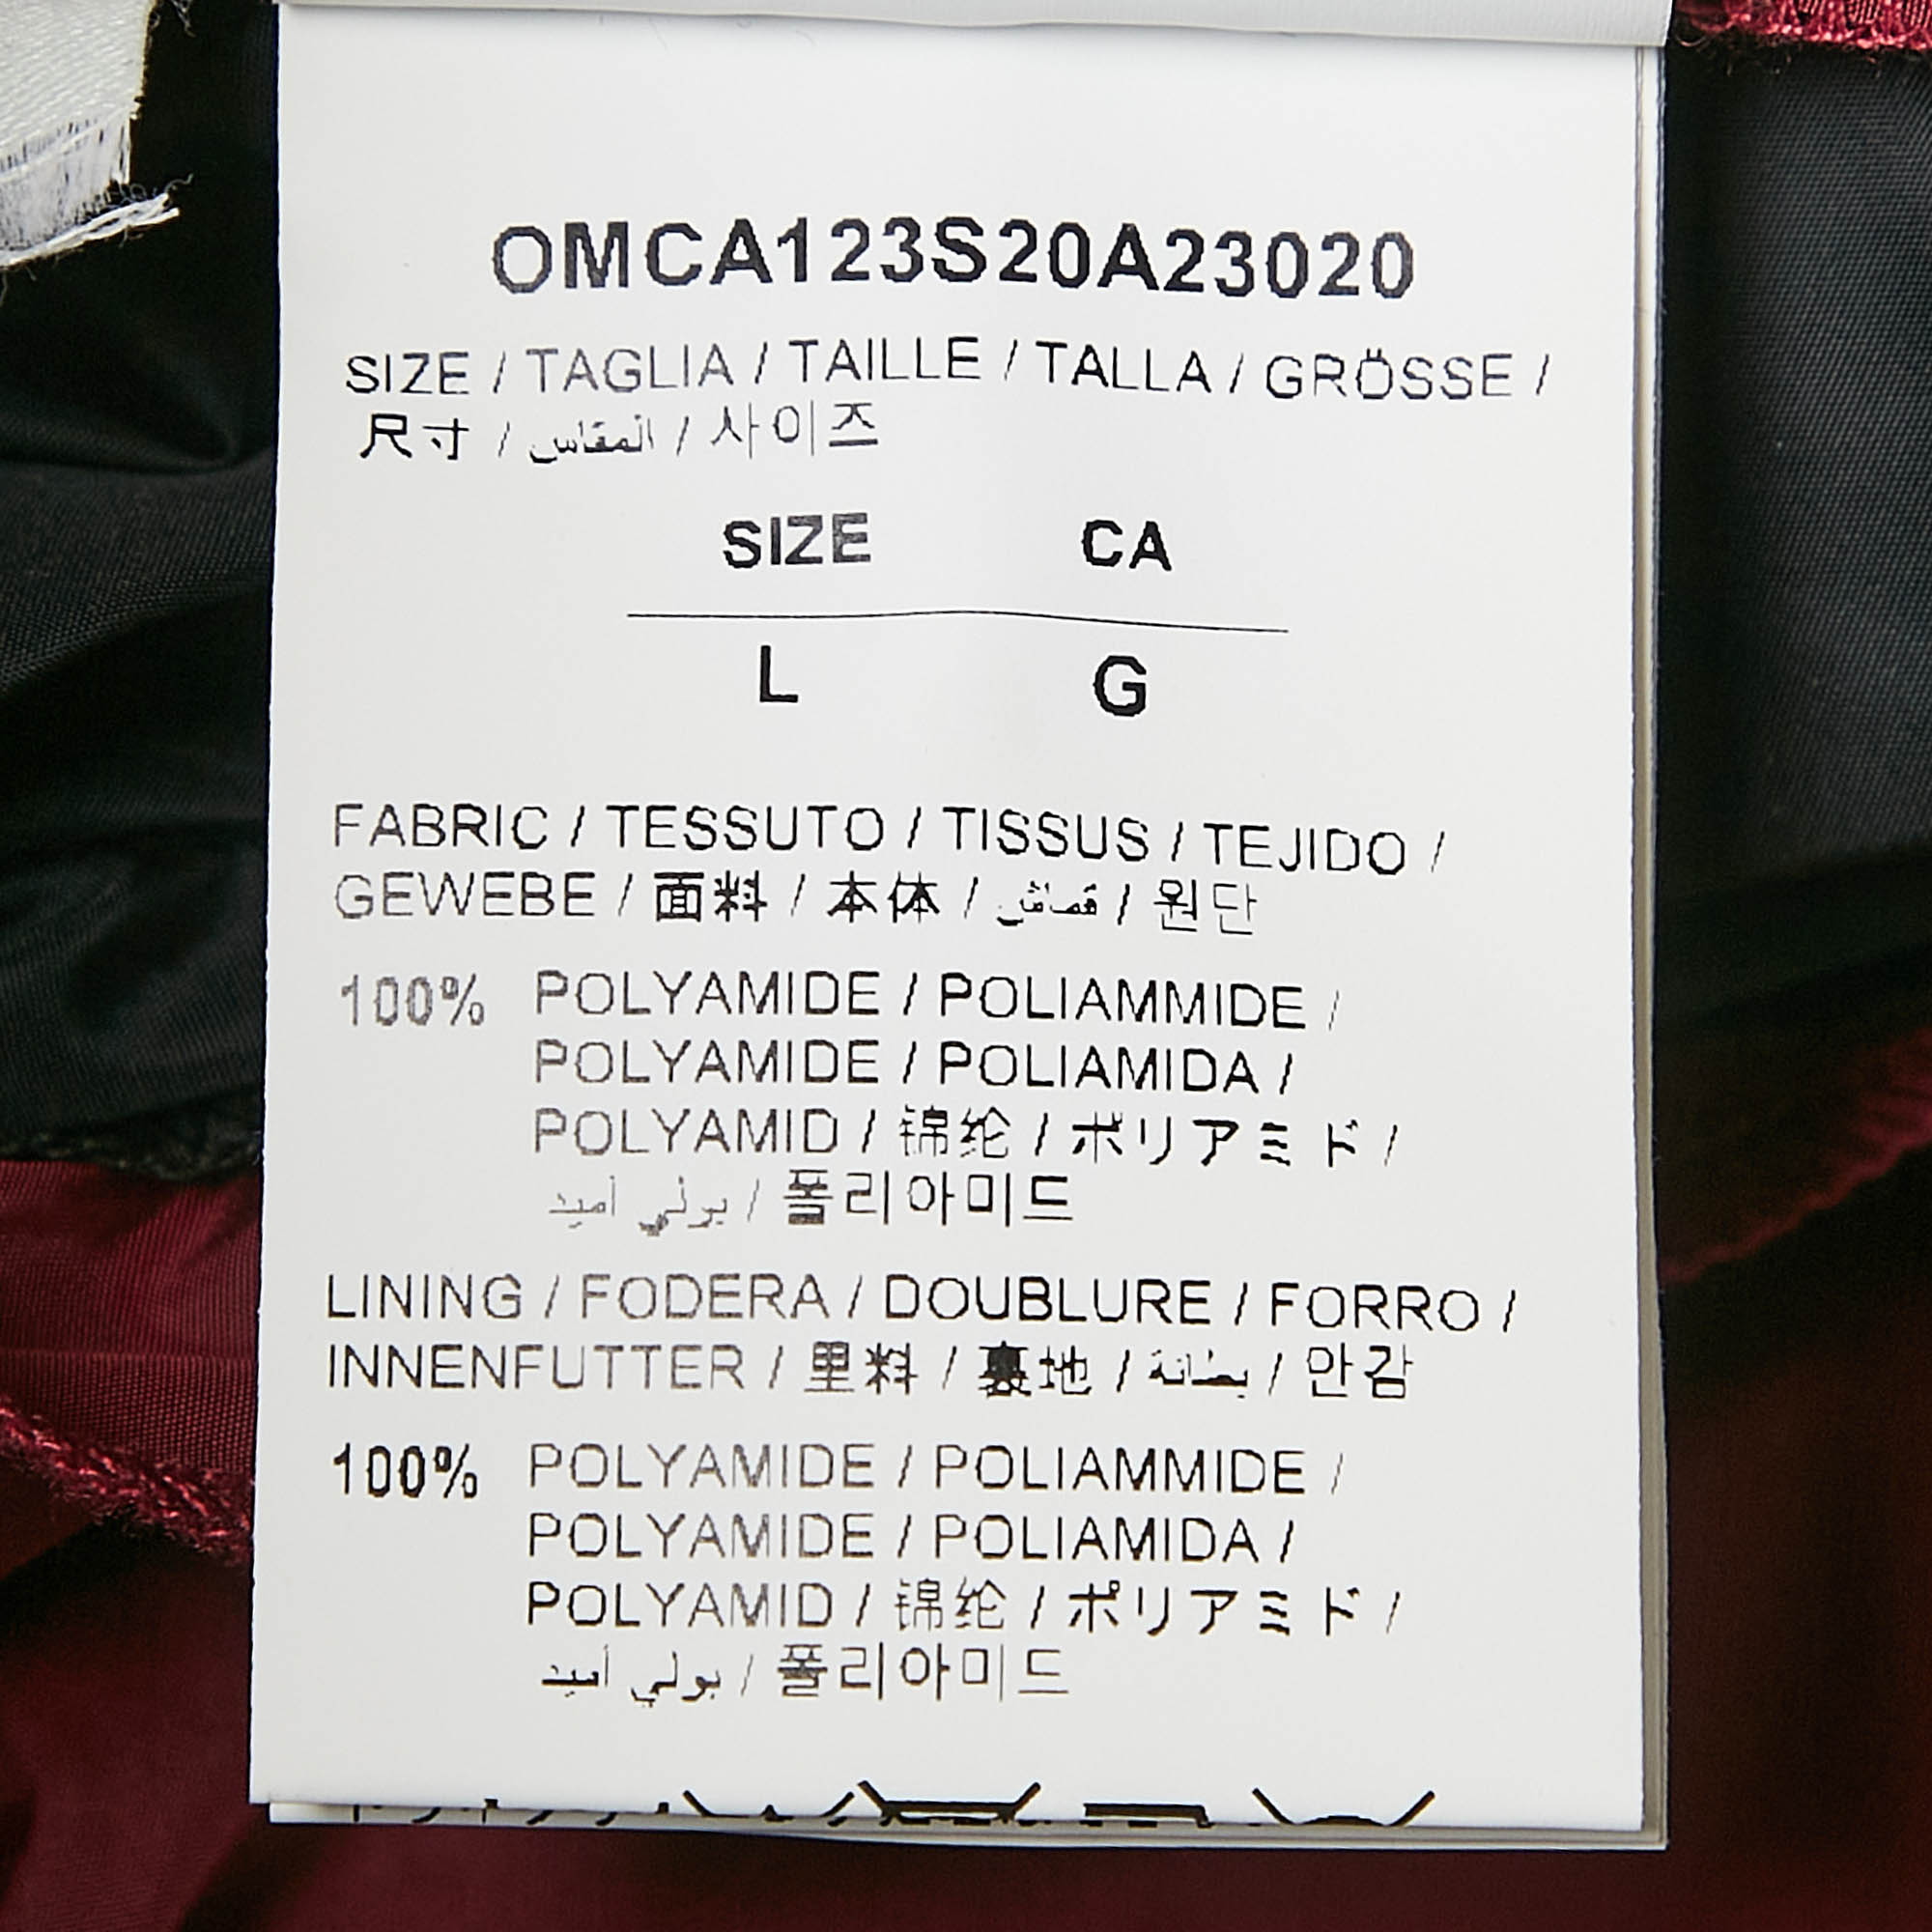 OMCA123S20A23020
SIZE / TAGLIA / TAILLE / TALLA / GRÖSSE /
尺寸 / المقاس / 사이즈
SIZE CA
L G
FABRIC / TESSUTO / TISSUS / TEJIDO /
GEWEBE / 面料 / 本体 / قماش / 원단
100% POLYAMIDE / POLIAMMIDE /
POLYAMIDE / POLIAMIDA /
POLYAMID / 锦纶 / ポリアミド /
بولي أميد / 폴리아미드
LINING / FODERA / DOUBLURE / FORRO /
INNENFUTTER / 里料 / 裏地 / بطانة / 안감
100% POLYAMIDE / POLIAMMIDE /
POLYAMIDE / POLIAMIDA /
POLYAMID / 锦纶 / ポリアミド /
بولي أميد / 폴리아미드